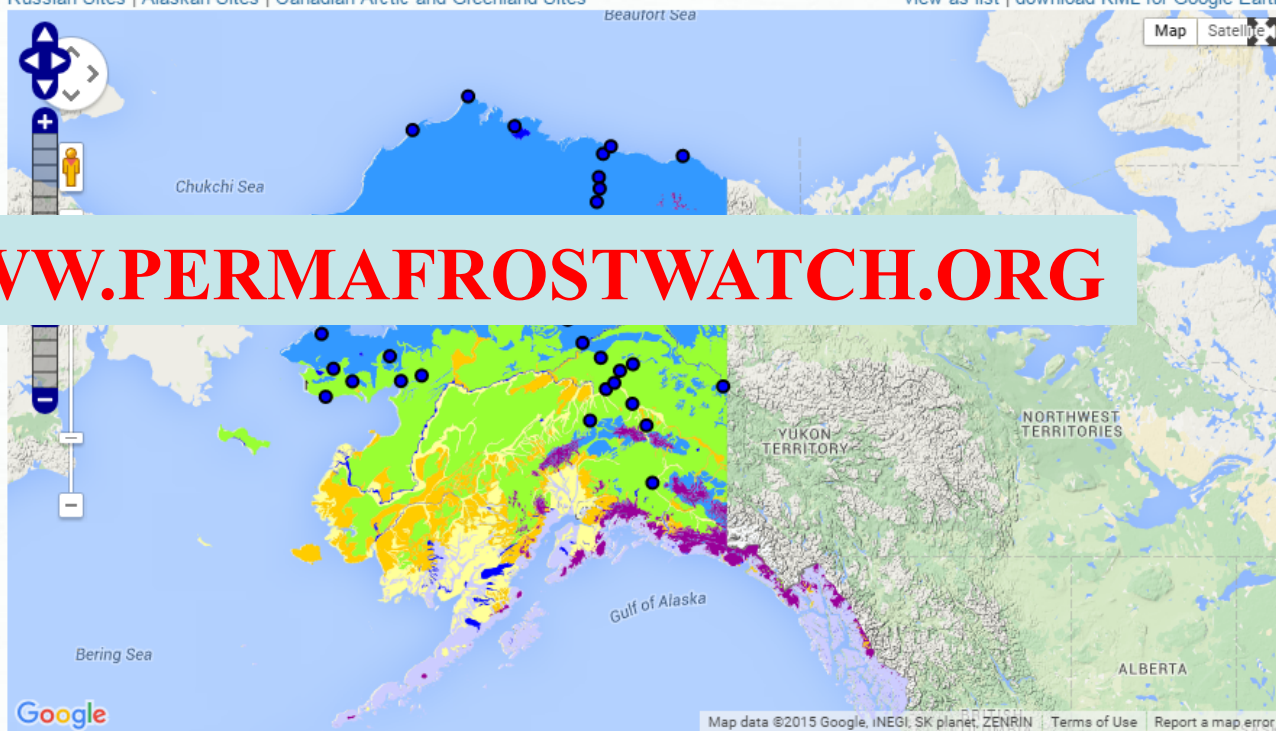 Russian Sites | Alaskan Sites | Canadian Arctic and Greenland Sites
view as list | download KML for Google Earth
Beaufort Sea
Map Satellite
Chukchi Sea
WW.PERMAFROSTWATCH.ORG
NORTHWEST
TERRITORIES
YUKON
TERRITORY
Gulf of Alaska
Bering Sea
ALBERTA
BRITISH
Google
Map data ©2015 Google, INEGI, SK planet, ZENRIN
Terms of Use
Report a map error